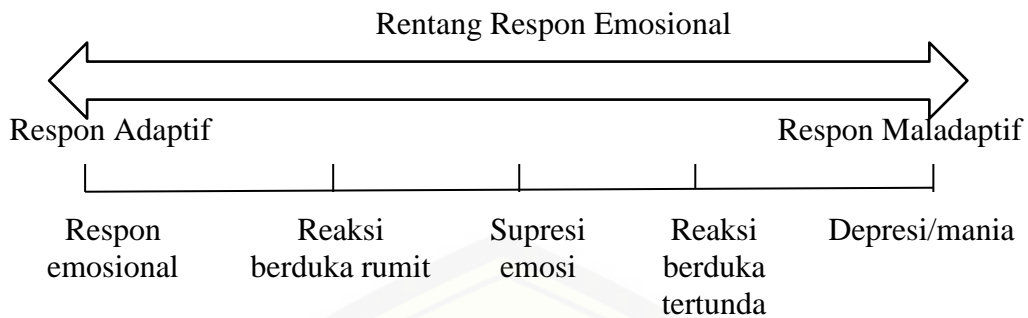 Rentang Respon Emosional
Respon Adaptif
Respon Maladaptif
Respon
emosional
Reaksi
berduka rumit
Supresi
emosi
Reaksi
berduka
tertunda
Depresi/mania